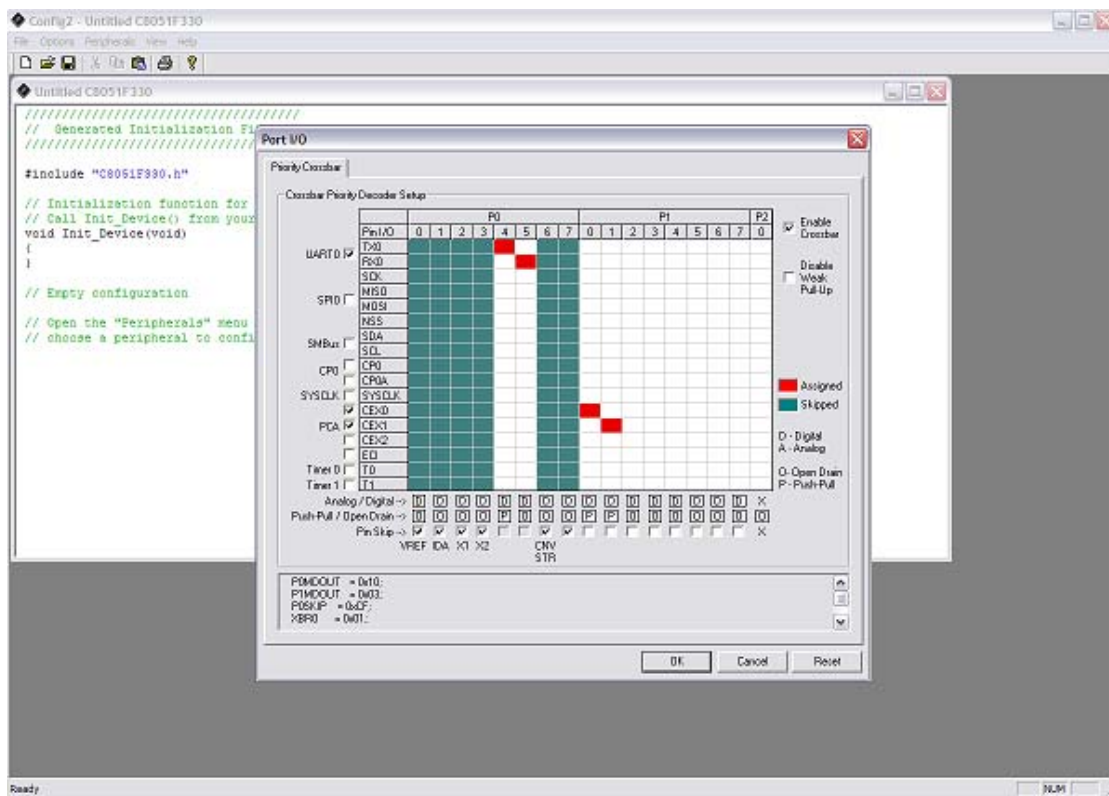 Config2 - Untitled C8051F330
File Options Peripherals View Help
Untitled C8051F330
//////////////////////////////////////
// Generated Initialization Fi
#include "C8051F330.h"
// Initialization function for
// Call Init_Device() from your
void Init_Device(void)
{
}
// Empty configuration
// Open the "Peripherals" menu
// choose a peripheral to confi
Port I/O
Priority Crossbar
Crossbar Priority Decoder Setup
P0 P1 P2
Pin I/O 0 1 2 3 4 5 6 7 0 1 2 3 4 5 6 7 0
Enable Crossbar
Disable Weak Pull-Up
UART0 TX0
RX0
SCK
SPI0 MISO
MOSI
NSS
SMBus SDA
SCL
CP0 CP0
CP0A
SYSCLK SYSCLK
CEX0
PCA CEX1
CEX2
ECI
Timer 0 T0
Timer 1 T1
Assigned
Skipped
D - Digital
A - Analog
O - Open Drain
P - Push-Pull
Analog / Digital -> D D D D D D D D D D D D D D D D X
Push-Pull / Open Drain -> O O O O P O O O P P O O O O O O O
Pin Skip -> X
VREF IDA X1 X2 CNV STR
P0MDOUT = 0x10;
P1MDOUT = 0x03;
P0SKIP = 0xCF;
XBR0 = 0x01;
OK Cancel Reset
Ready NUM